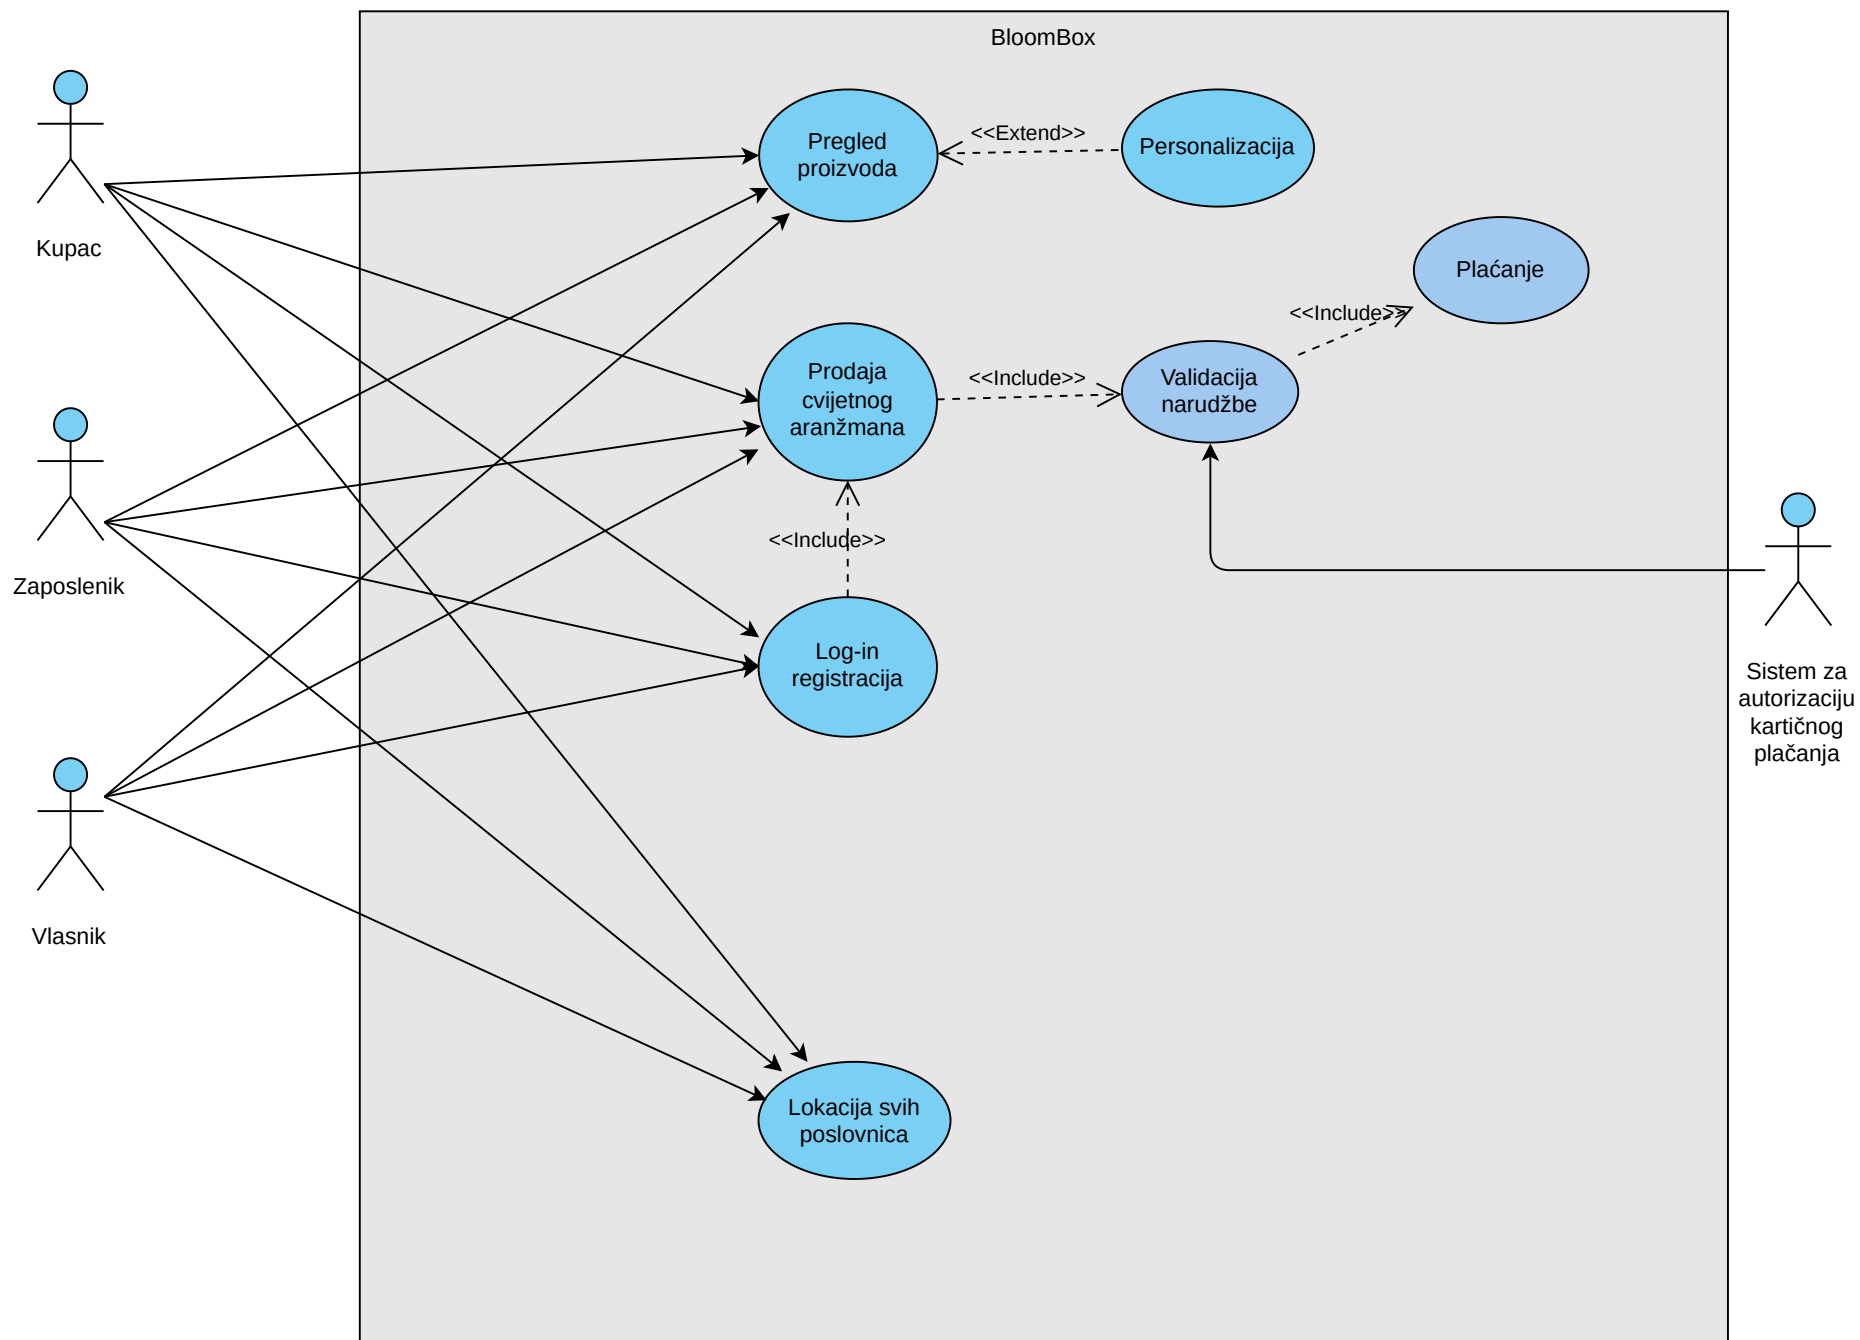 BloomBox
Kupac
Zaposlenik
Vlasnik
Pregled
proizvoda
<<Extend>>
Personalizacija
Prodaja
cvijetnog
aranžmana
<<Include>>
Validacija
narudžbe
<<Include>>
Plaćanje
<<Include>>
Log-in
registracija
Lokacija svih
poslovnica
Sistem za
autorizaciju
kartičnog
plačanja